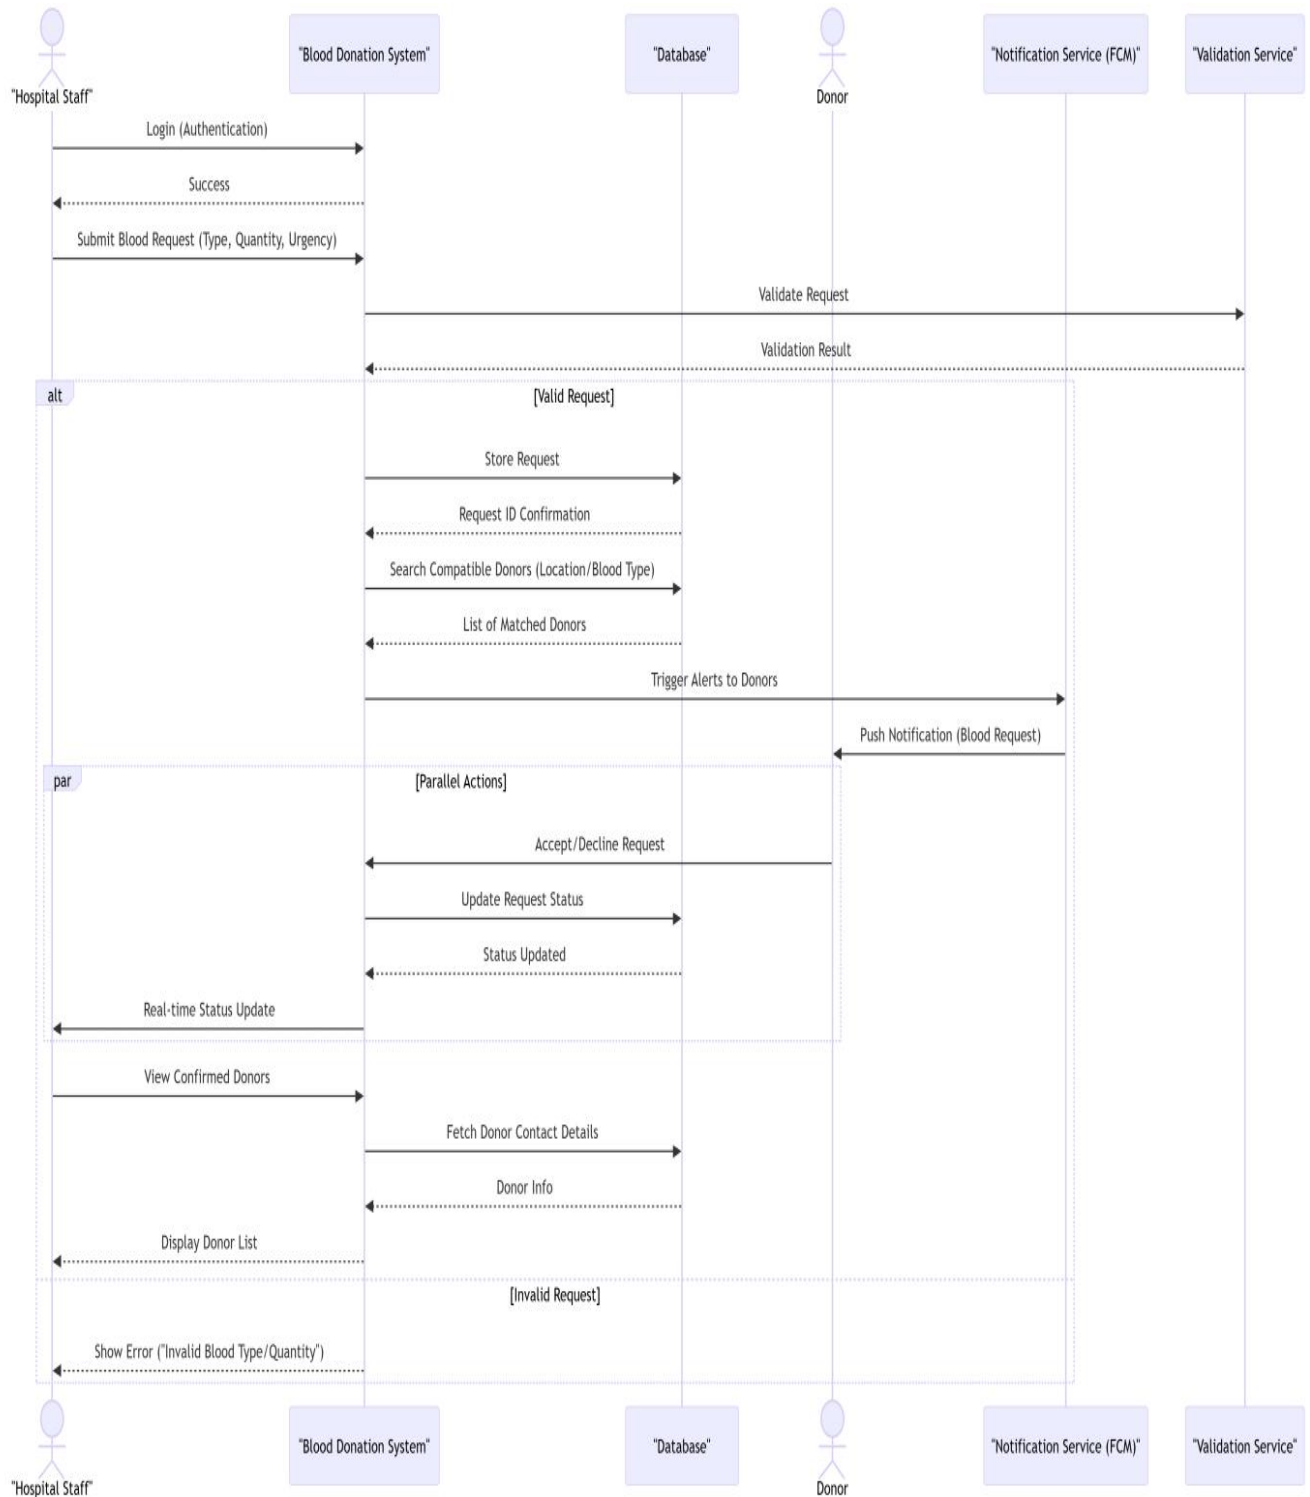 "Blood Donation System"
"Database"
"Notification Service (FCM)"
"Validation Service"
"Hospital Staff"
Donor
Login (Authentication)
Success
Submit Blood Request (Type, Quantity, Urgency)
Validate Request
Validation Result
alt
[Valid Request]
Store Request
Request ID Confirmation
Search Compatible Donors (Location/Blood Type)
List of Matched Donors
Trigger Alerts to Donors
Push Notification (Blood Request)
par
[Parallel Actions]
Accept/Decline Request
Update Request Status
Status Updated
Real-time Status Update
View Confirmed Donors
Fetch Donor Contact Details
Donor Info
Display Donor List
[Invalid Request]
Show Error ("Invalid Blood Type/Quantity")
"Blood Donation System"
"Database"
"Notification Service (FCM)"
"Validation Service"
"Hospital Staff"
Donor